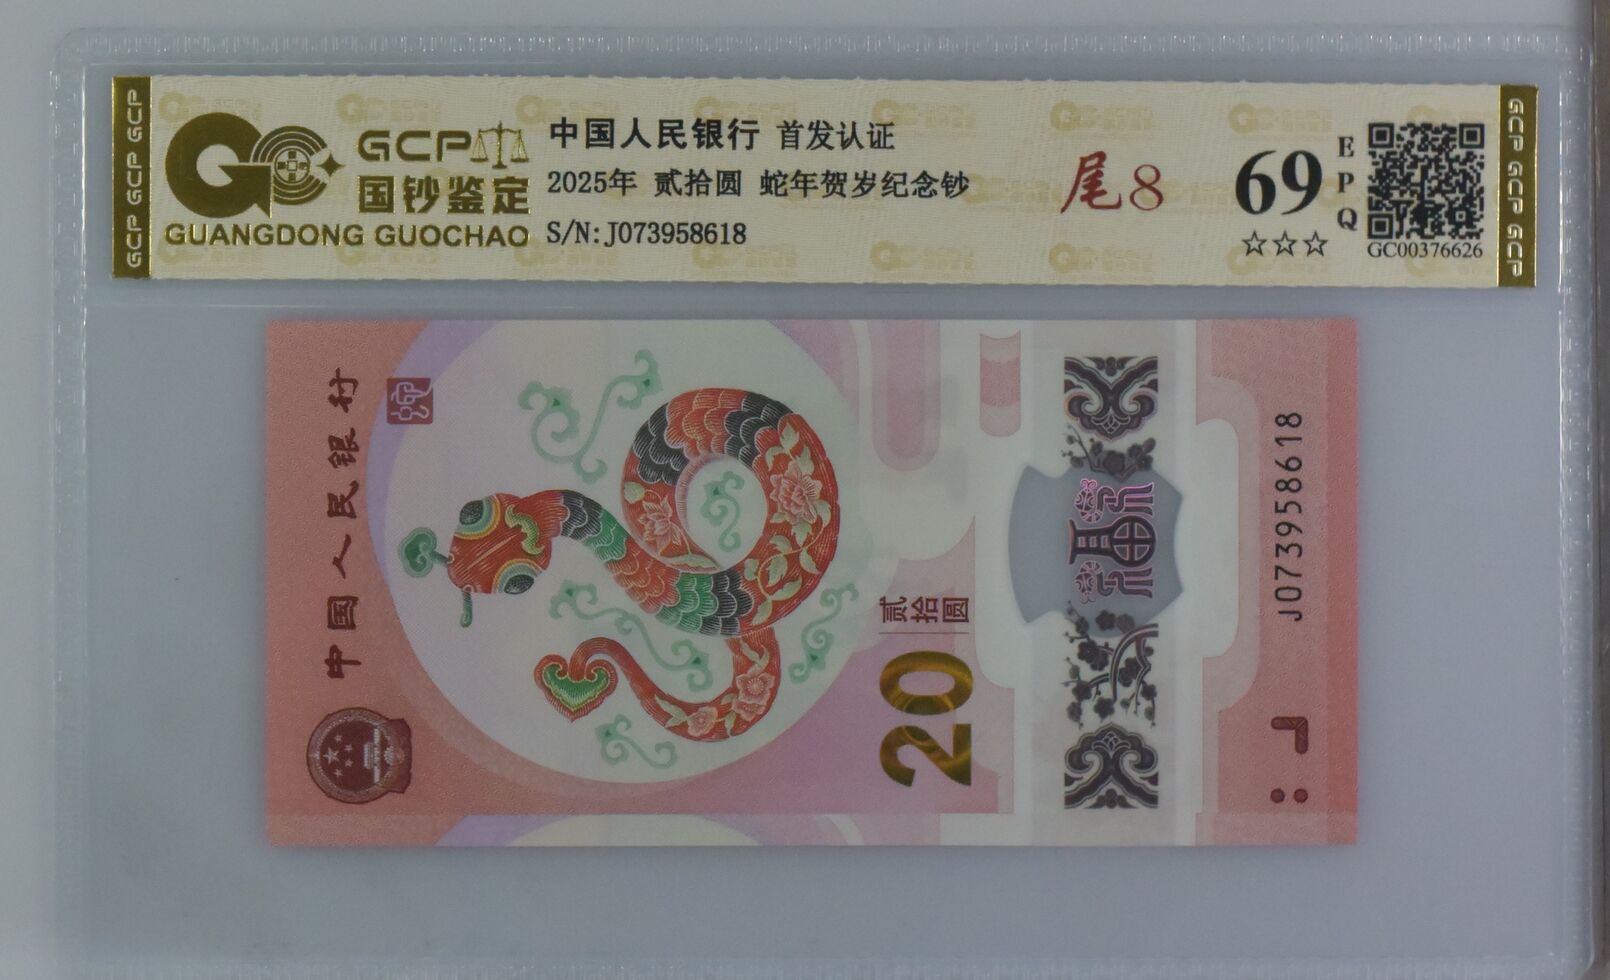 GCP GCP GCP
GCP
国钞鉴定
GUANGDONG GUOCHAO
中国人民银行 首发认证
2025年 贰拾圆 蛇年贺岁纪念钞
S/N:J073958618
尾8
69
EPQ
☆☆☆
GC00376626
GCP GCP GCP
中国人民银行
20
贰拾圆
福
J073958618